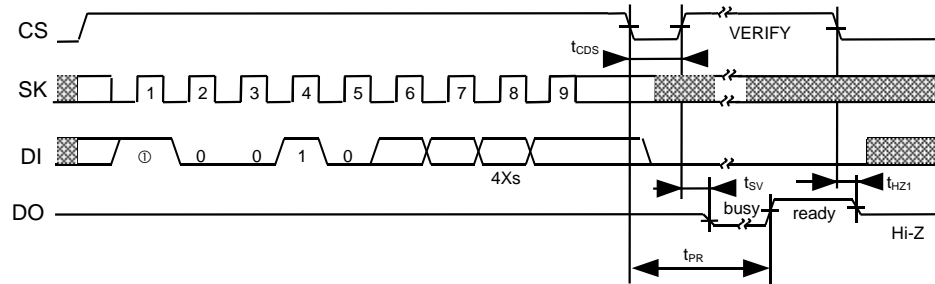 CS
VERIFY
tCDS
SK 1 2 3 4 5 6 7 8 9
DI ① 0 0 1 0
4Xs
tSV
tHZ1
DO busy ready
Hi-Z
tPR